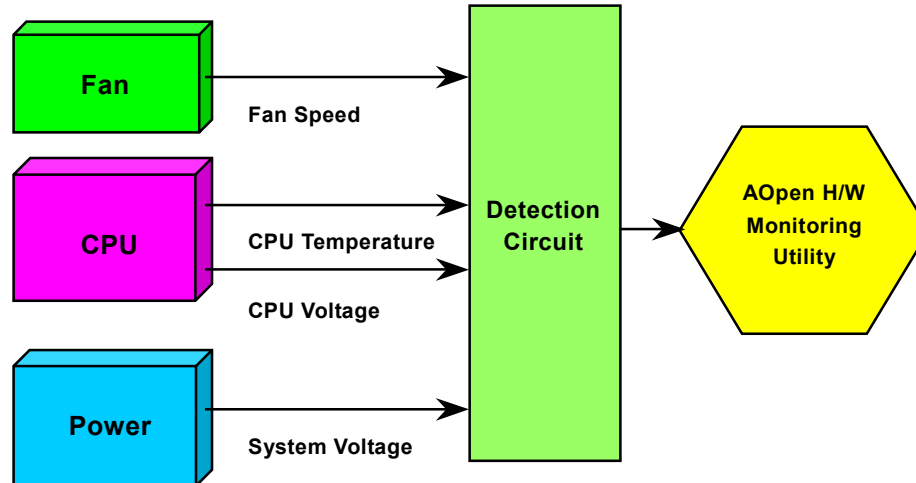 Fan
Fan Speed
CPU
CPU Temperature
CPU Voltage
Power
System Voltage
Detection
Circuit
AOpen H/W
Monitoring
Utility